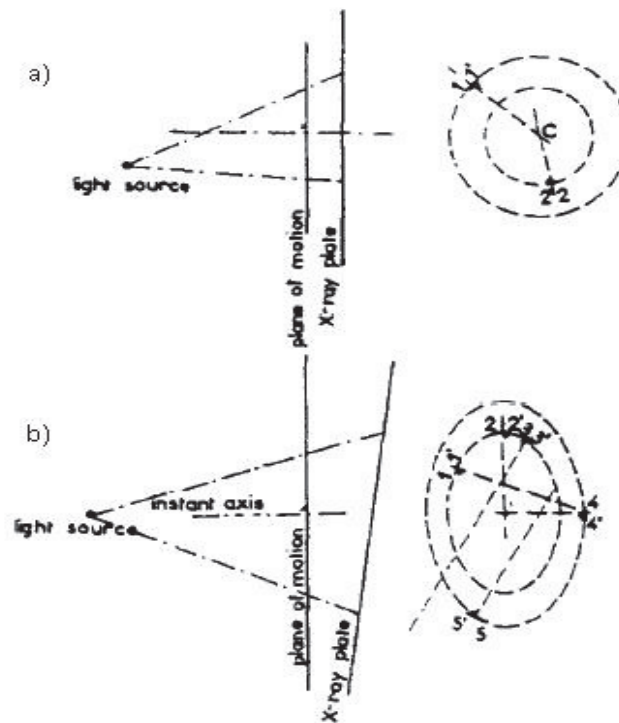 a)
light source
plane of motion
X-ray plate
C
2' 2
b)
light source
instant axis
plane of motion
X-ray plate
2 2' 3 3'
4
4'
5' 5